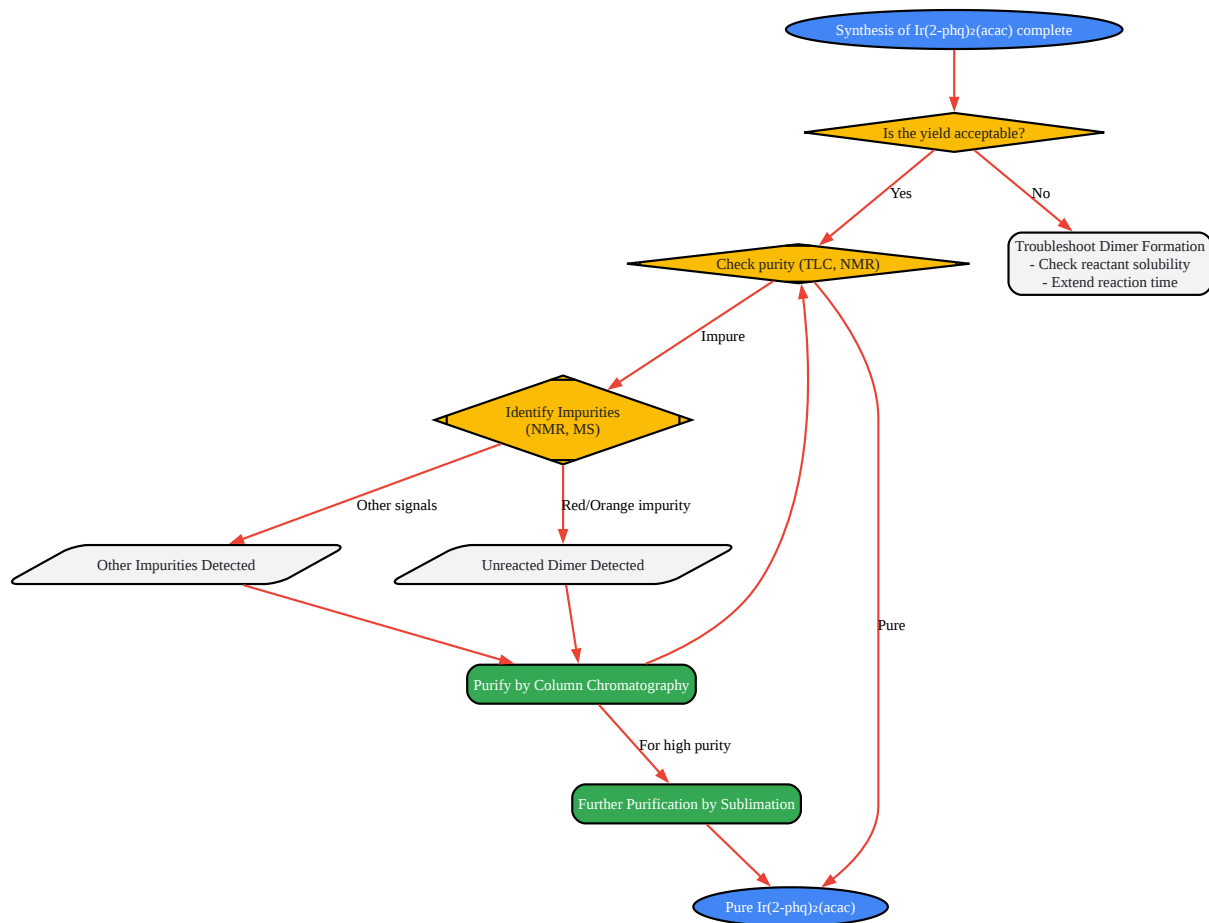 Synthesis of Ir(2-phq)₂(acac) complete
Is the yield acceptable?
Yes
No
Troubleshoot Dimer Formation
- Check reactant solubility
- Extend reaction time
Check purity (TLC, NMR)
Impure
Identify Impurities
(NMR, MS)
Other signals
Red/Orange impurity
Other Impurities Detected
Unreacted Dimer Detected
Pure
Purify by Column Chromatography
For high purity
Further Purification by Sublimation
Pure Ir(2-phq)₂(acac)